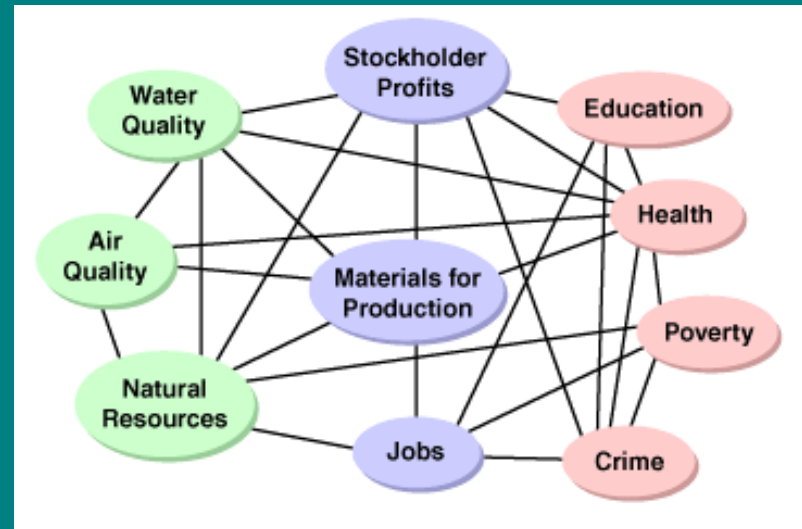 Stockholder
Profits
Water
Quality
Education
Health
Air
Quality
Materials for
Production
Poverty
Natural
Resources
Jobs
Crime